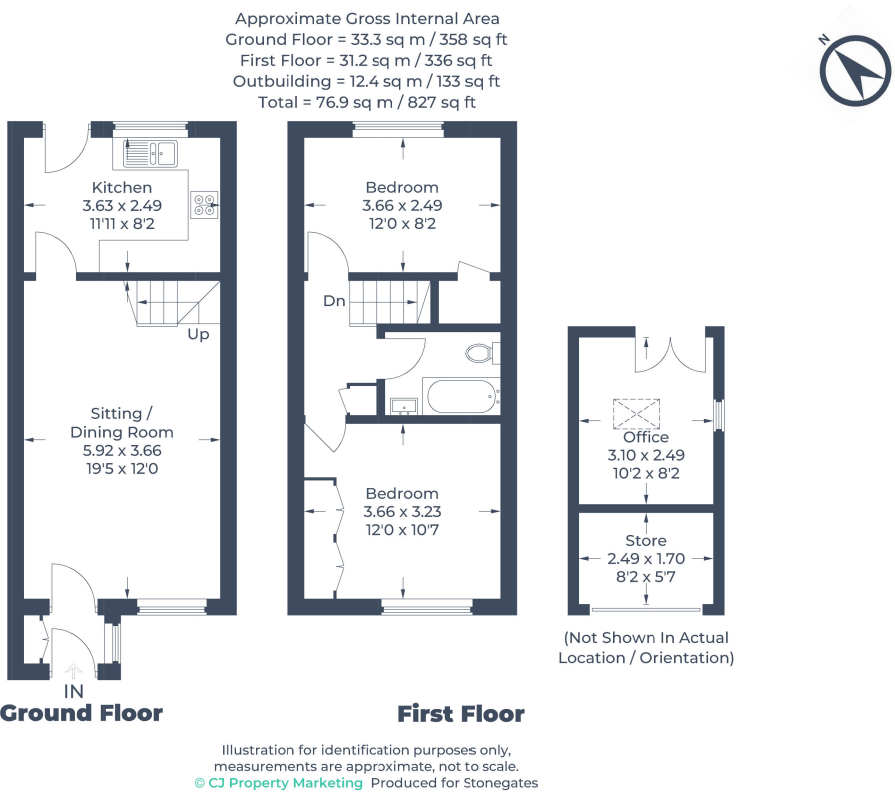 Approximate Gross Internal Area
Ground Floor = 33.3 sq m / 358 sq ft
First Floor = 31.2 sq m / 336 sq ft
Outbuilding = 12.4 sq m / 133 sq ft
Total = 76.9 sq m / 827 sq ft
N
Kitchen
3.63 x 2.49
11'11 x 8'2
Up
Sitting /
Dining Room
5.92 x 3.66
19'5 x 12'0
IN
Ground Floor
Bedroom
3.66 x 2.49
12'0 x 8'2
Dn
Bedroom
3.66 x 3.23
12'0 x 10'7
First Floor
Office
3.10 x 2.49
10'2 x 8'2
Store
2.49 x 1.70
8'2 x 5'7
(Not Shown In Actual
Location / Orientation)
Illustration for identification purposes only,
measurements are approximate, not to scale.
© CJ Property Marketing Produced for Stonegates